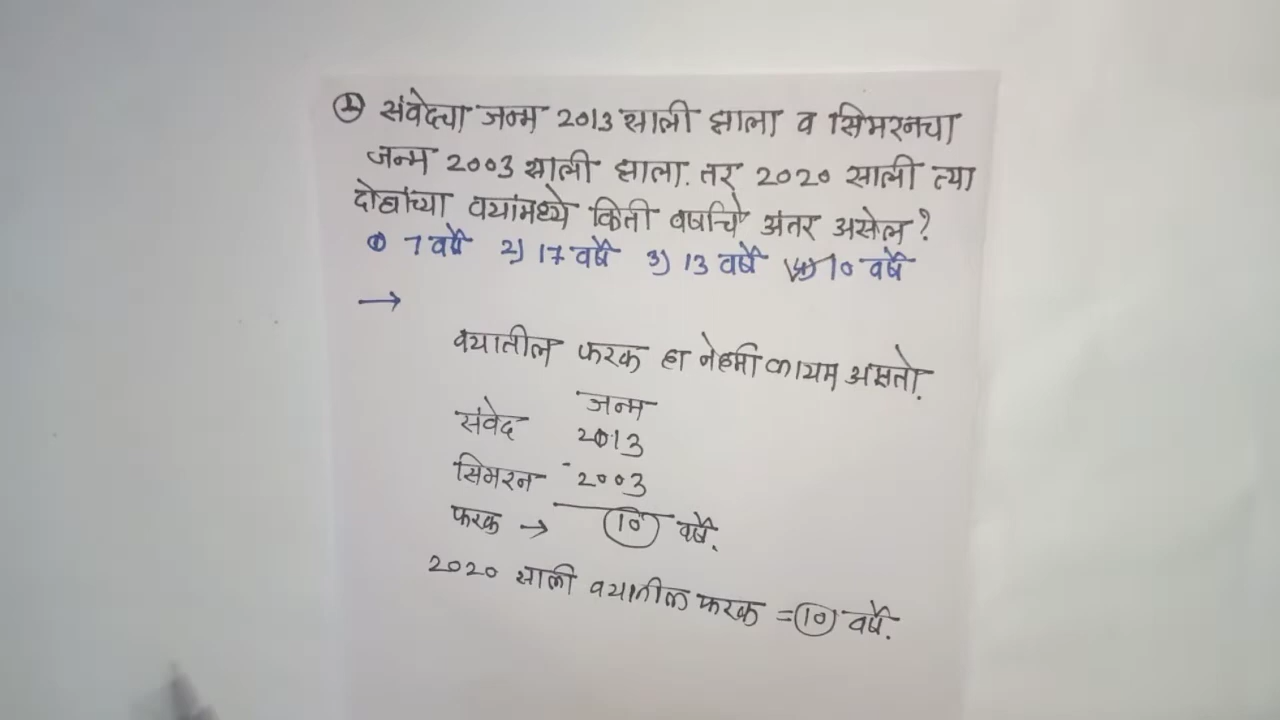 ① संवेदचा जन्म 2013 साली झाला व सिमरनचा
जन्म 2003 साली झाला. तर 2020 साली त्या
दोघांच्या वयांमध्ये किती वर्षाचे अंतर असेल?
1) 7 वर्षे 2) 17 वर्षे 3) 13 वर्षे 4) 10 वर्षे
→
वयातील फरक हा नेहमी कायम असतो.
जन्म
संवेद 2013
सिमरन - 2003
फरक → 10 वर्षे.
2020 साली वयातील फरक = 10 वर्षे.